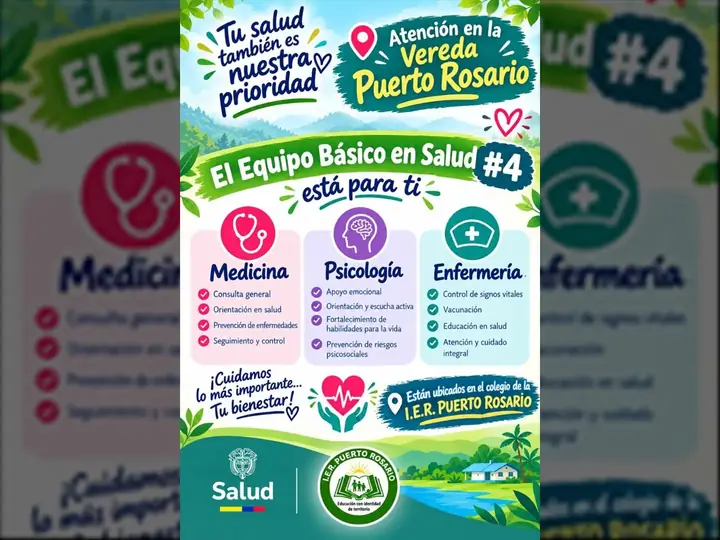 Tu salud
también es
nuestra
prioridad
Atención en la
Vereda
Puerto Rosario
El Equipo Básico en Salud #4
está para ti
Medicina
Consulta general
Orientación en salud
Prevención de enfermedades
Seguimiento y control
Psicología
Apoyo emocional
Orientación y escucha activa
Fortalecimiento de
habilidades para la vida
Prevención de riesgos
psicosociales
Enfermería
Control de signos vitales
Vacunación
Educación en salud
Atención y cuidado
integral
¡Cuidamos
lo más importante...
Tu bienestar!
Están ubicados en el colegio de la
I.E.R. PUERTO ROSARIO
Salud
I.E.R. PUERTO ROSARIO
Educación con identidad
de territorio